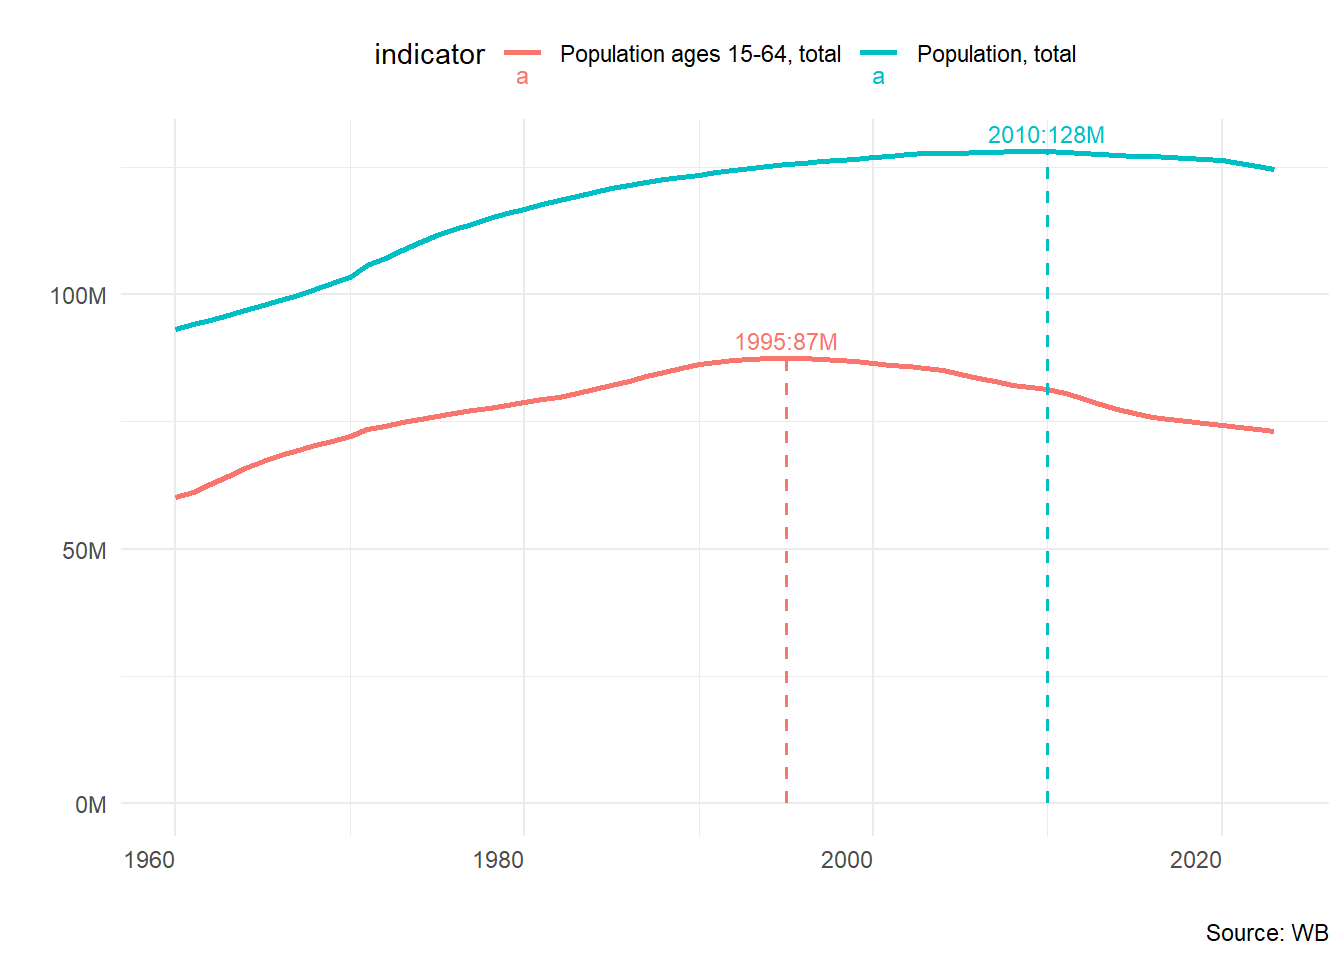 indicator Population ages 15-64, total Population, total
a a
2010:128M
100M
1995:87M
50M
0M
1960 1980 2000 2020
Source: WB